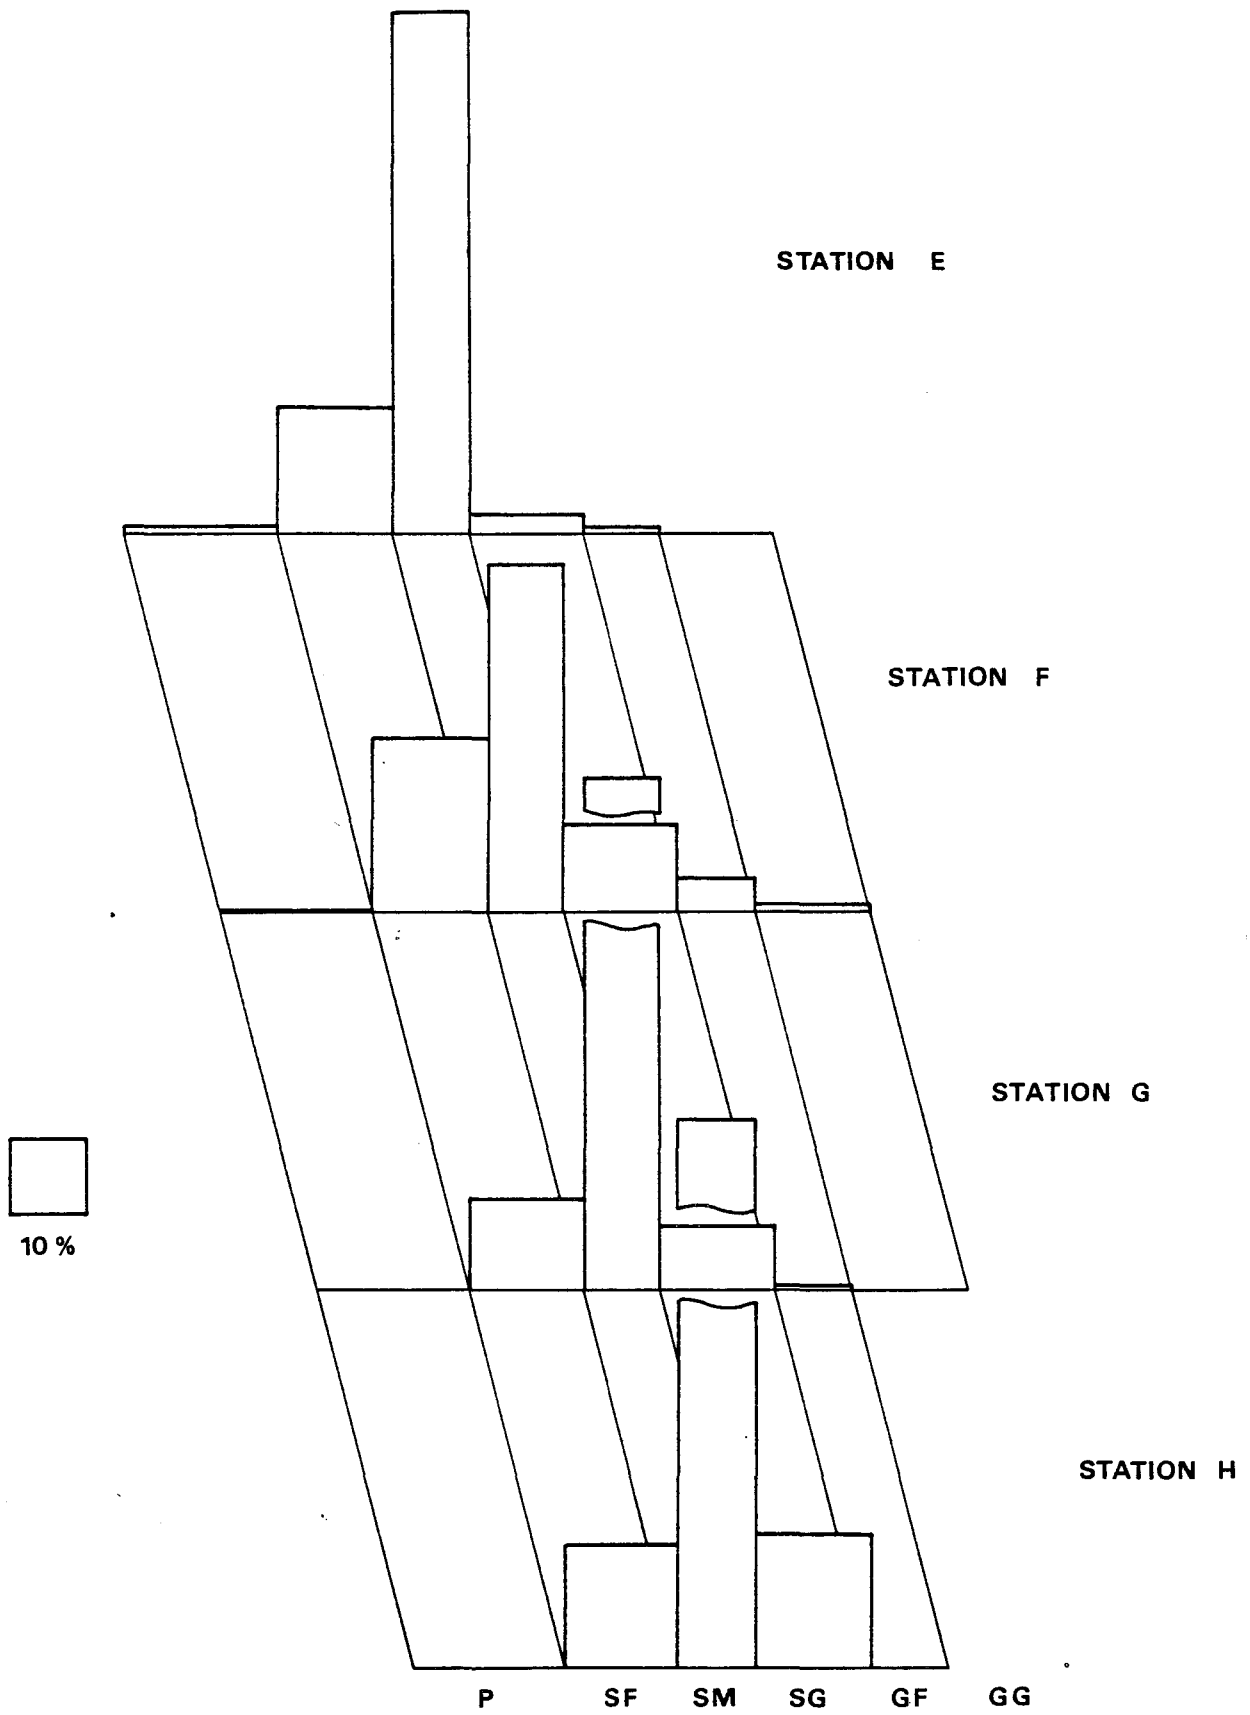 STATION E
STATION F
STATION G
10 %
STATION H
P SF SM SG GF GG